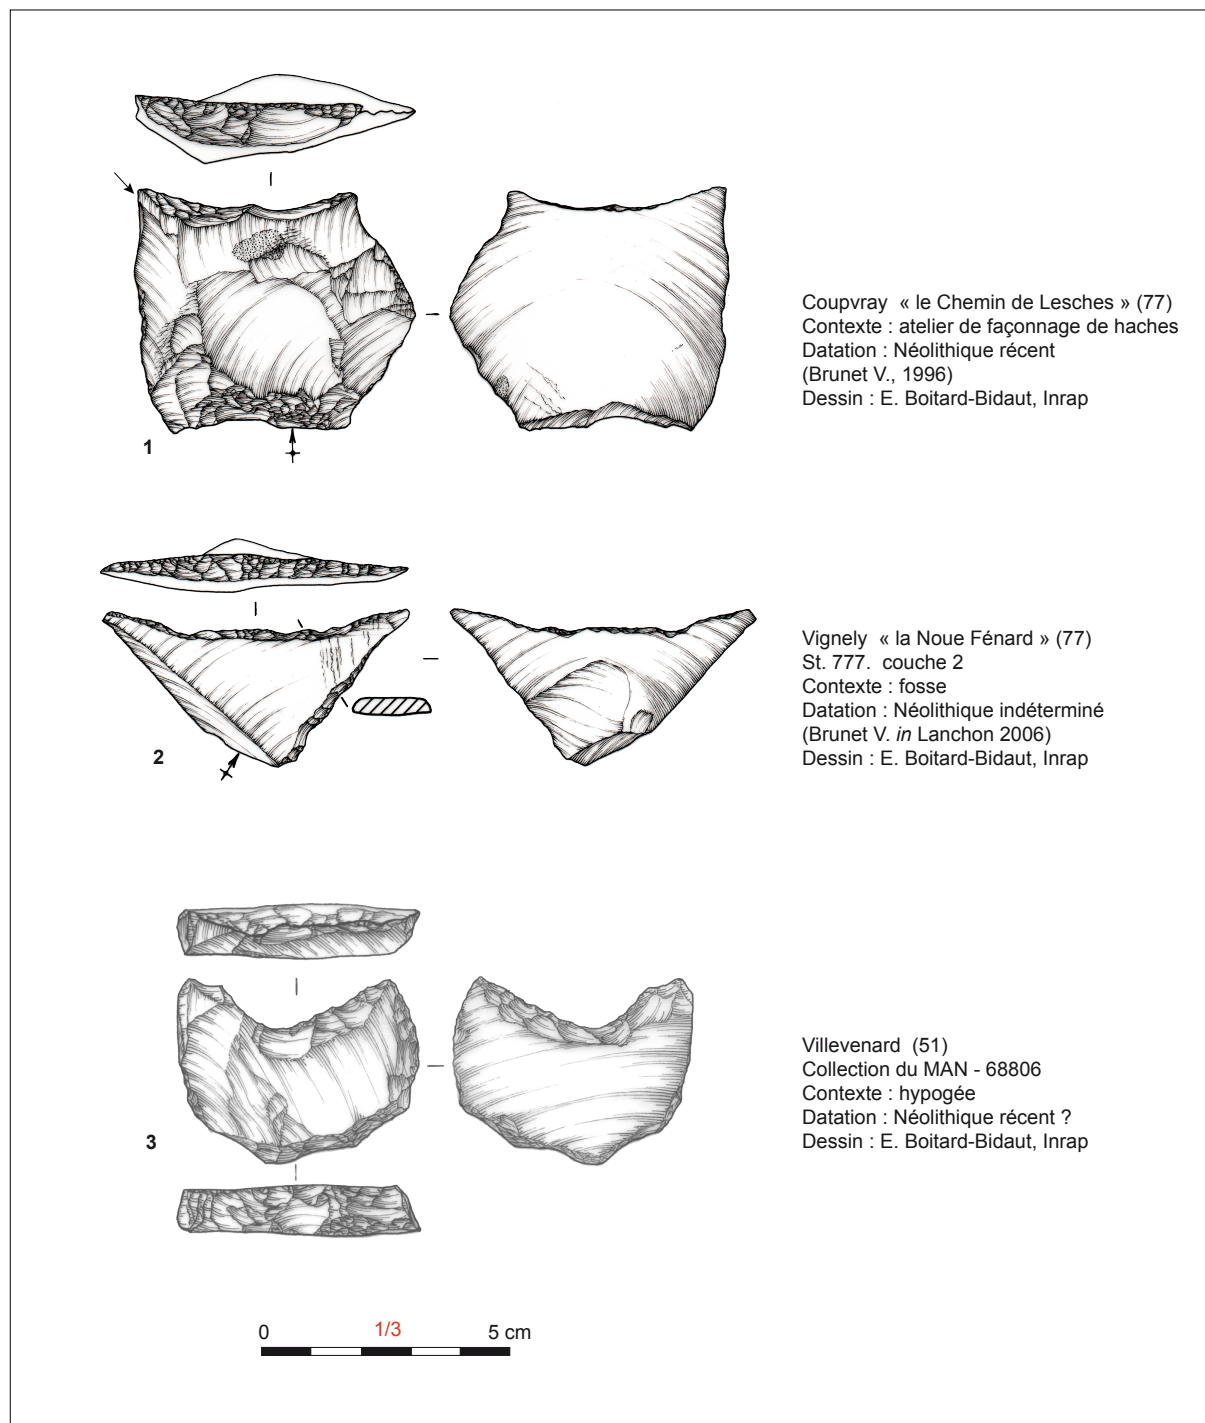 Coupvray « le Chemin de Lesches » (77)
Contexte : atelier de façonnage de haches
Datation : Néolithique récent
(Brunet V., 1996)
Dessin : E. Boitard-Bidaut, Inrap
1
Vignely « la Noue Fénard » (77)
St. 777. couche 2
Contexte : fosse
Datation : Néolithique indéterminé
(Brunet V. in Lanchon 2006)
Dessin : E. Boitard-Bidaut, Inrap
2
Villevenard (51)
Collection du MAN - 68806
Contexte : hypogée
Datation : Néolithique récent ?
Dessin : E. Boitard-Bidaut, Inrap
3
0 1/3 5 cm